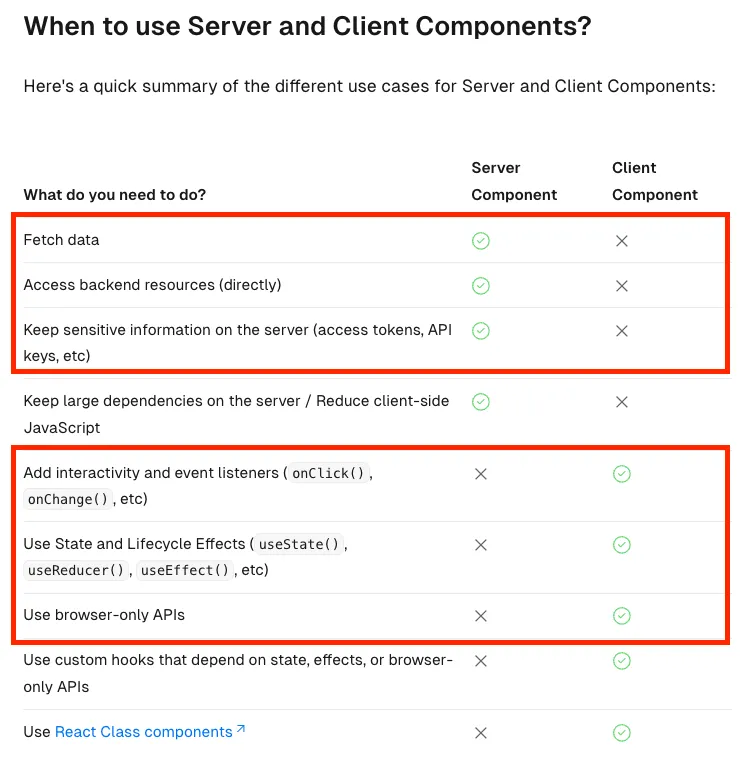 When to use Server and Client Components?
Here's a quick summary of the different use cases for Server and Client Components:
What do you need to do?
Server
Component
Client
Component
Fetch data
Access backend resources (directly)
Keep sensitive information on the server (access tokens, API
keys, etc)
Keep large dependencies on the server / Reduce client-side
JavaScript
Add interactivity and event listeners ( onClick() ,
onChange() , etc)
Use State and Lifecycle Effects ( useState() ,
useReducer() , useEffect() , etc)
Use browser-only APIs
Use custom hooks that depend on state, effects, or browser-
only APIs
Use React Class components